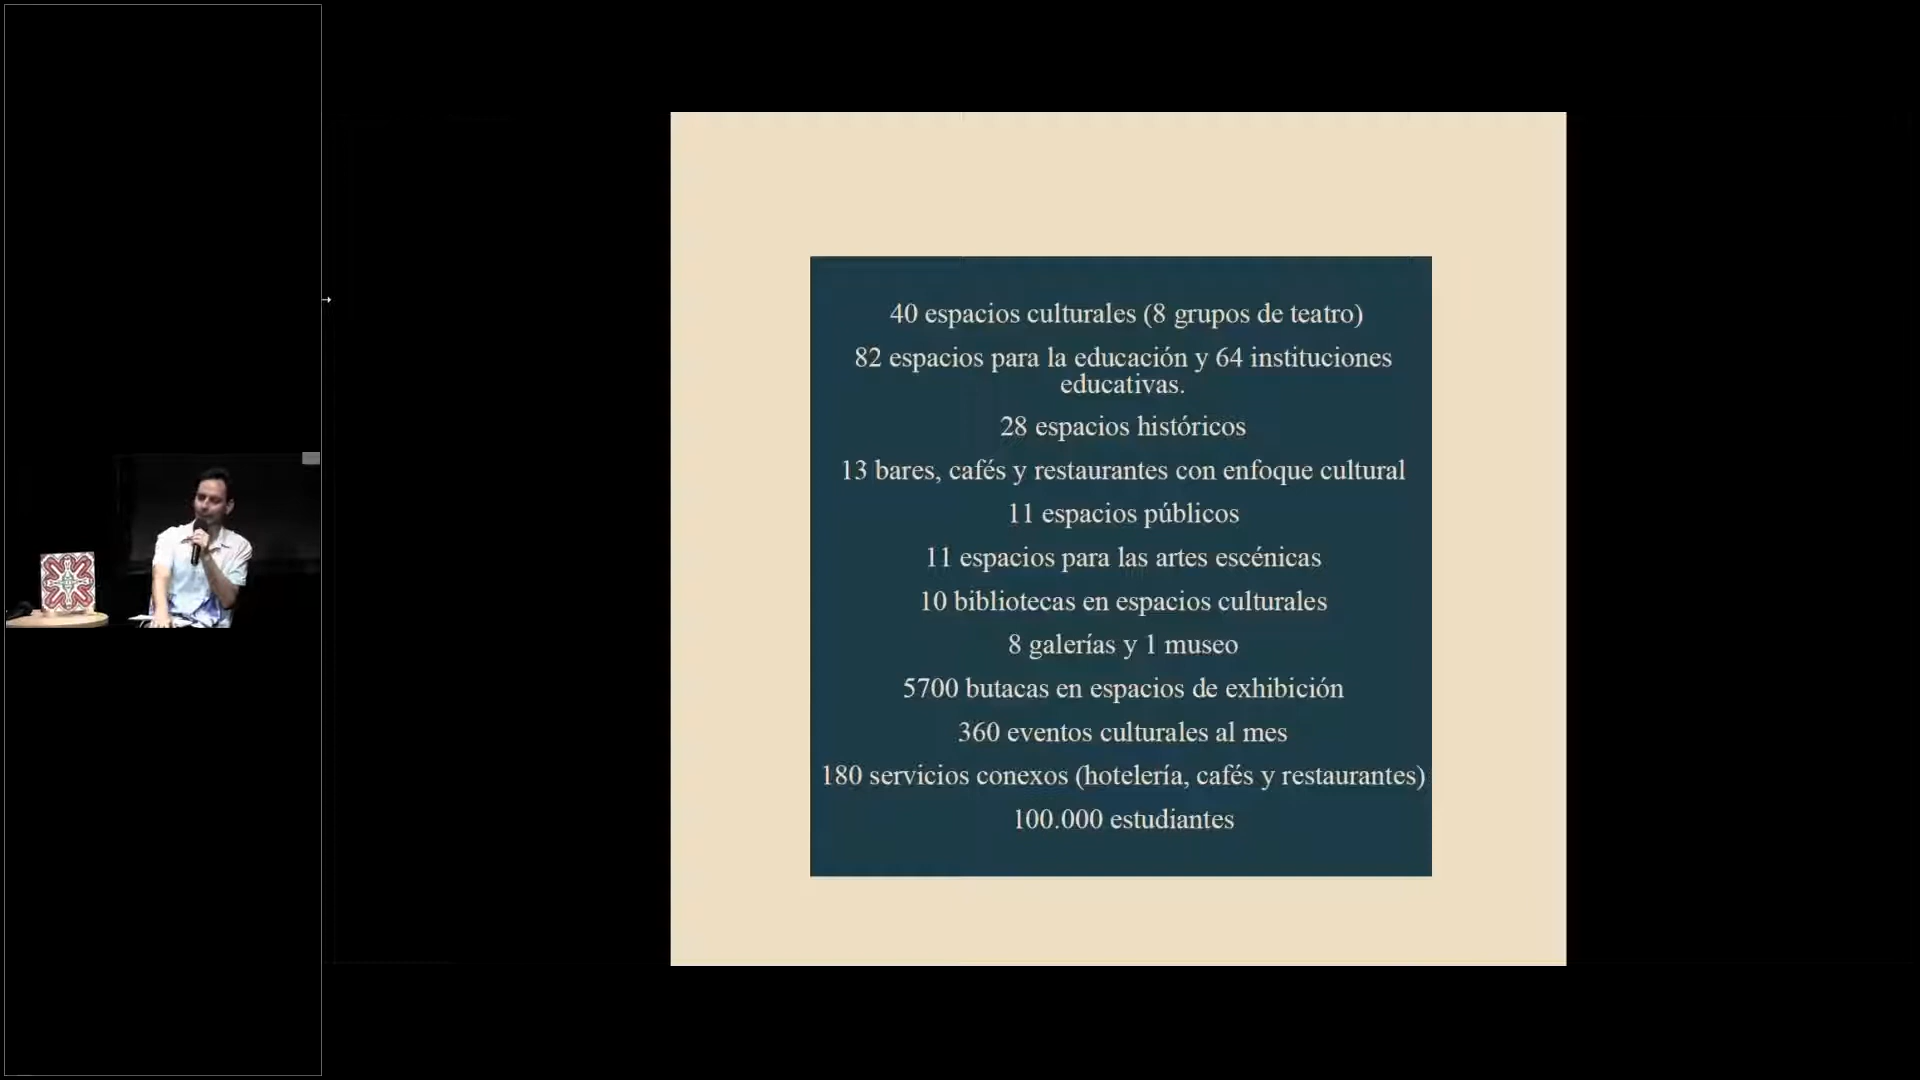 40 espacios culturales (8 grupos de teatro)
82 espacios para la educación y 64 instituciones
educativas.
28 espacios históricos
13 bares, cafés y restaurantes con enfoque cultural
11 espacios públicos
11 espacios para las artes escénicas
10 bibliotecas en espacios culturales
8 galerías y 1 museo
5700 butacas en espacios de exhibición
360 eventos culturales al mes
180 servicios conexos (hotelería, cafés y restaurantes)
100.000 estudiantes